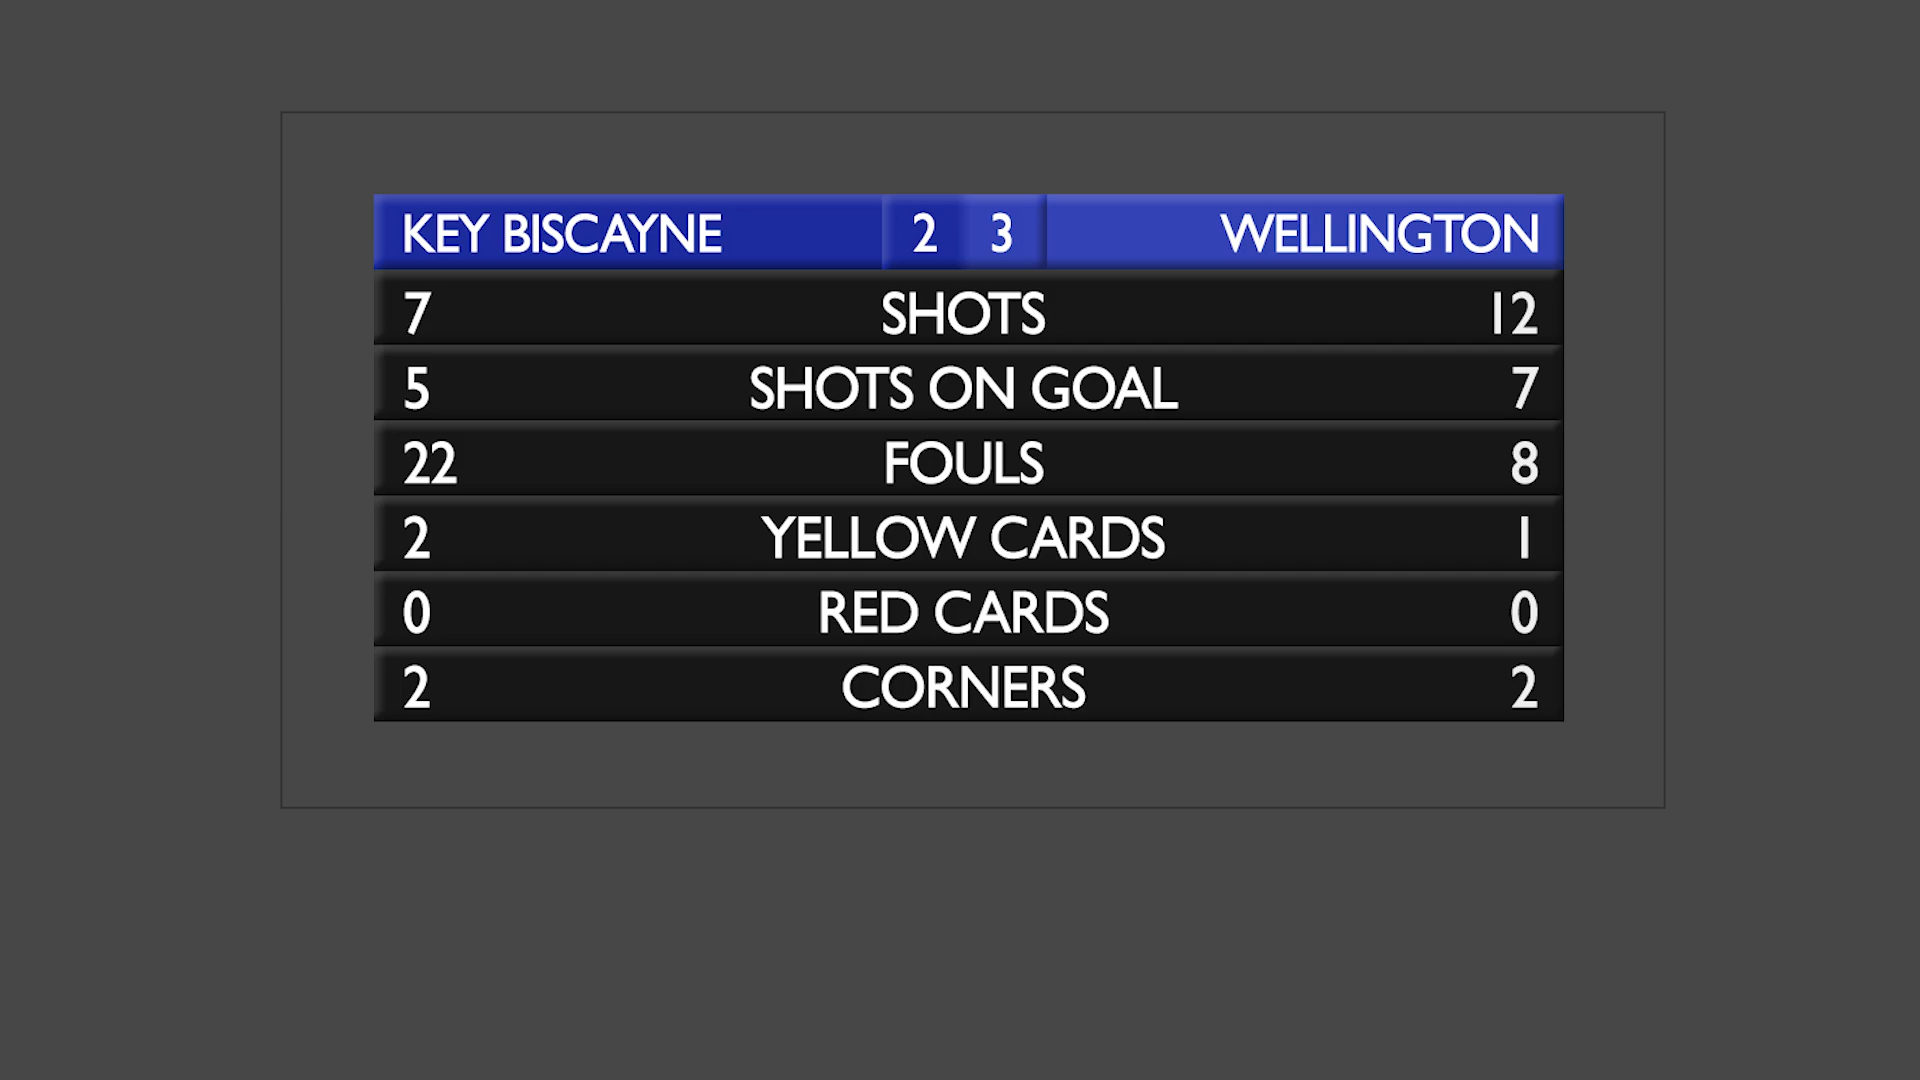 KEY BISCAYNE 2 3 WELLINGTON
7 SHOTS 12
5 SHOTS ON GOAL 7
22 FOULS 8
2 YELLOW CARDS 1
0 RED CARDS 0
2 CORNERS 2